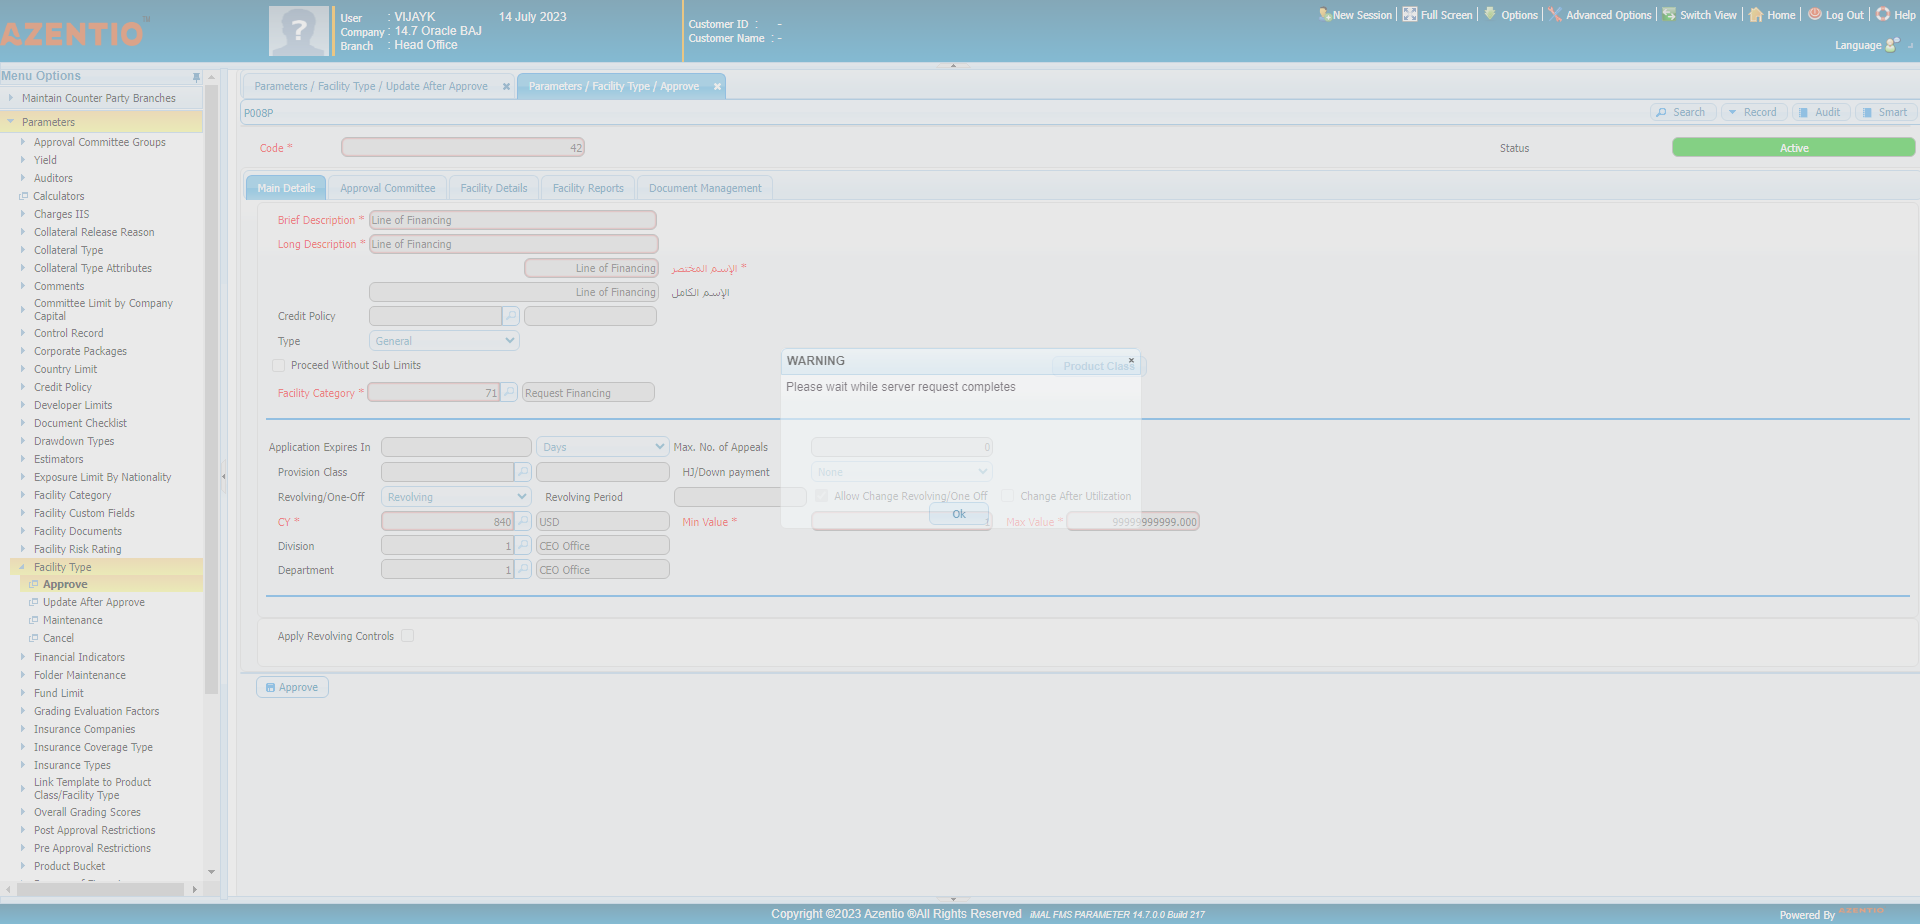 AZENTIO
User : VIJAYK 14 July 2023
Company : 14.7 Oracle BAJ
Branch : Head Office
Customer ID : -
Customer Name : -
New Session
Full Screen
Options
Advanced Options
Switch View
Home
Log Out
Help
Language
Menu Options
Maintain Counter Party Branches
Parameters
Approval Committee Groups
Yield
Auditors
Calculators
Charges IIS
Collateral Release Reason
Collateral Type
Collateral Type Attributes
Comments
Committee Limit by Company
Capital
Control Record
Corporate Packages
Country Limit
Credit Policy
Developer Limits
Document Checklist
Drawdown Types
Estimators
Exposure Limit By Nationality
Facility Category
Facility Custom Fields
Facility Documents
Facility Risk Rating
Facility Type
Approve
Update After Approve
Maintenance
Cancel
Financial Indicators
Folder Maintenance
Fund Limit
Grading Evaluation Factors
Insurance Companies
Insurance Coverage Type
Insurance Types
Link Template to Product
Class/Facility Type
Overall Grading Scores
Post Approval Restrictions
Pre Approval Restrictions
Product Bucket
Parameters / Facility Type / Update After Approve
Parameters / Facility Type / Approve
P008P
Search
Record
Audit
Smart
Code * 42
Status Active
Main Details
Approval Committee
Facility Details
Facility Reports
Document Management
Brief Description * Line of Financing
Long Description * Line of Financing
Line of Financing الإسم المختصر *
Line of Financing الإسم الكامل
Credit Policy
Type General
Proceed Without Sub Limits
Product Class
Facility Category * 71 Request Financing
WARNING
Please wait while server request completes
Ok
Application Expires In Days Max. No. of Appeals 0
Provision Class HJ/Down payment None
Revolving/One-Off Revolving Revolving Period Allow Change Revolving/One Off Change After Utilization
CY * 840 USD Min Value * 1 Max Value * 99999999999.000
Division 1 CEO Office
Department 1 CEO Office
Apply Revolving Controls
Approve
Copyright ©2023 Azentio ®All Rights Reserved iMAL FMS PARAMETER 14.7.0.0 Build 217
Powered By AZENTIO